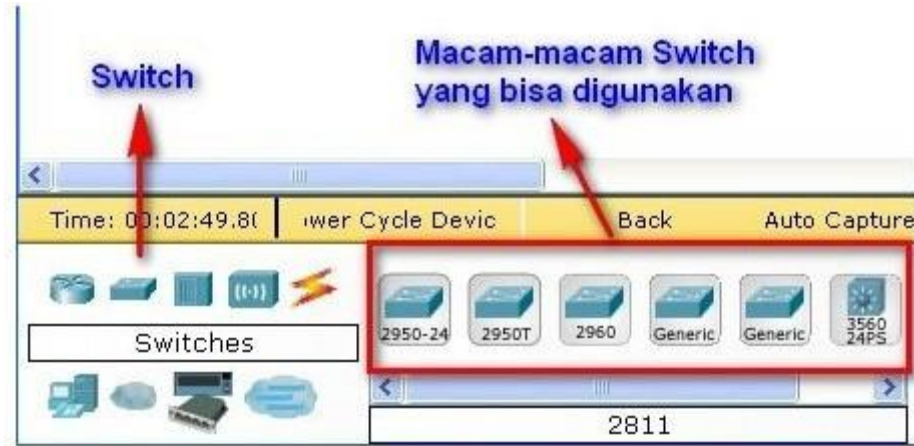 Switch
Macam-macam Switch
yang bisa digunakan
Time: 00:02:49.8(
wer Cycle Devic
Back
Auto Capture
2950-24
2950T
2960
Generic
Generic
3560
24PS
Switches
2811